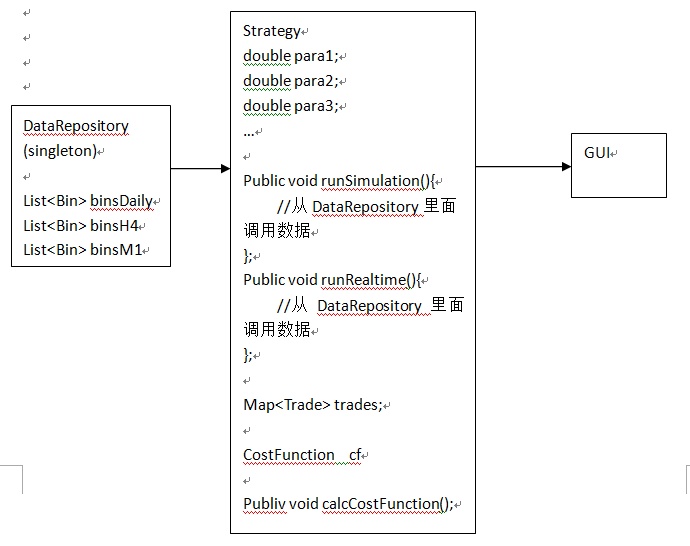 DataRepository
(singleton)
List<Bin> binsDaily
List<Bin> binsH4
List<Bin> binsM1
Strategy
double para1;
double para2;
double para3;
…
Public void runSimulation(){
//从 DataRepository 里面
调用数据
};
Public void runRealtime(){
//从 DataRepository 里面
调用数据
};
Map<Trade> trades;
CostFunction cf
Publiv void calcCostFunction();
GUI